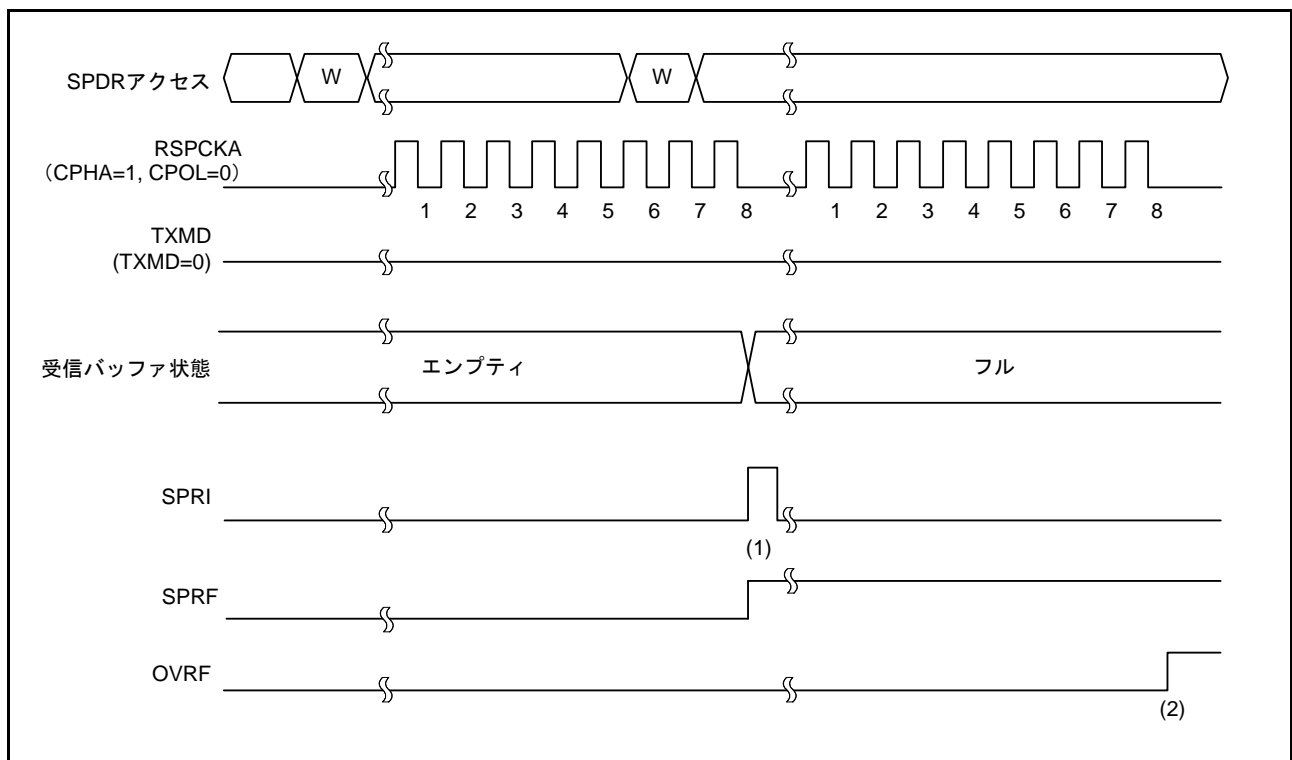 SPDRアクセス
W
W
RSPCKA
（CPHA=1, CPOL=0）
1 2 3 4 5 6 7 8
1 2 3 4 5 6 7 8
TXMD
(TXMD=0)
受信バッファ状態
エンプティ
フル
SPRI
(1)
SPRF
OVRF
(2)